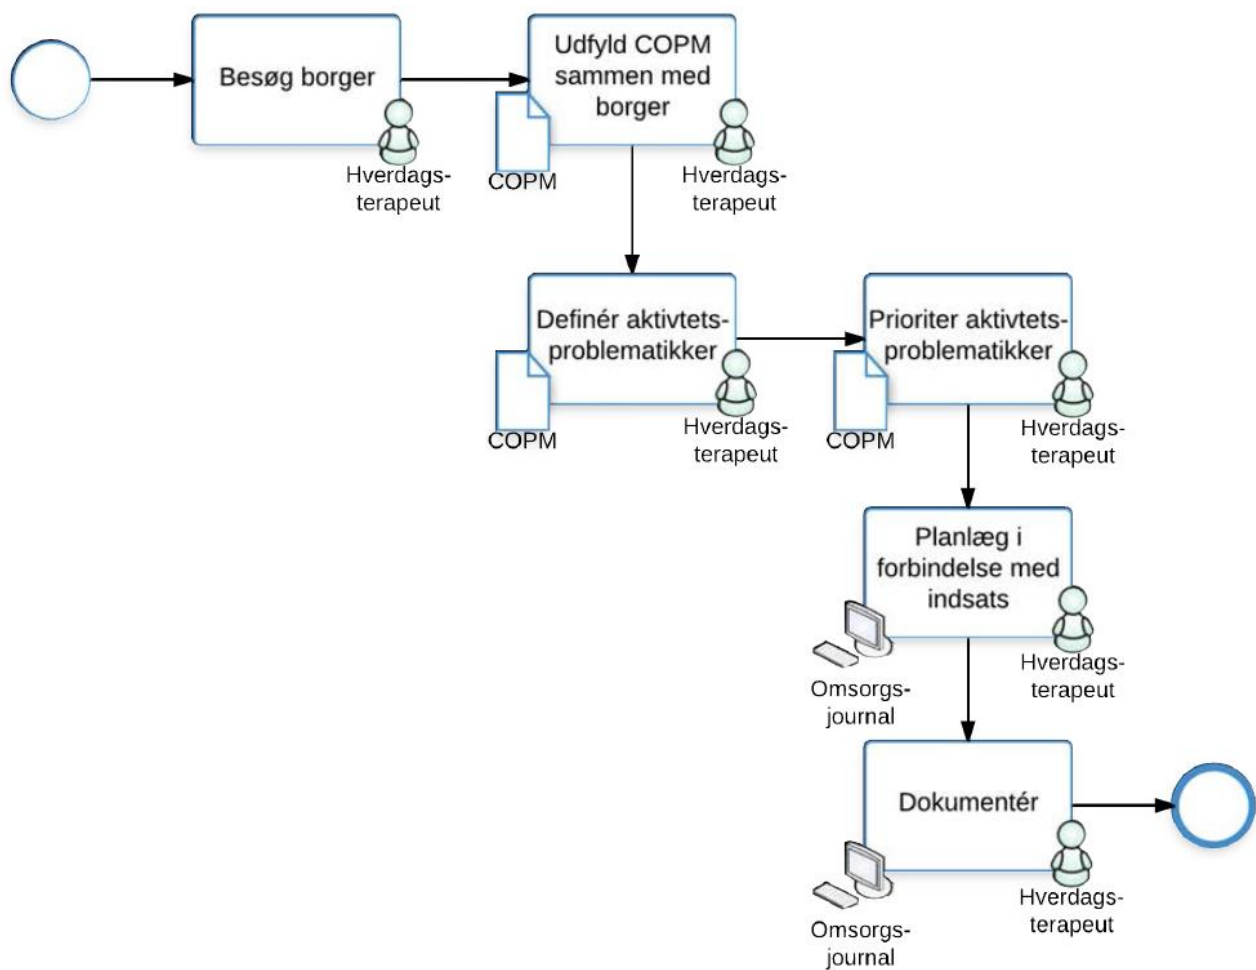 Besøg borger
Hverdags-
terapeut
Udfyld COPM
sammen med
borger
COPM
Hverdags-
terapeut
Definér aktivtets-
problematikker
COPM
Hverdags-
terapeut
Prioriter aktivtets-
problematikker
COPM
Hverdags-
terapeut
Planlæg i
forbindelse med
indsats
Omsorgs-
journal
Hverdags-
terapeut
Dokumentér
Omsorgs-
journal
Hverdags-
terapeut